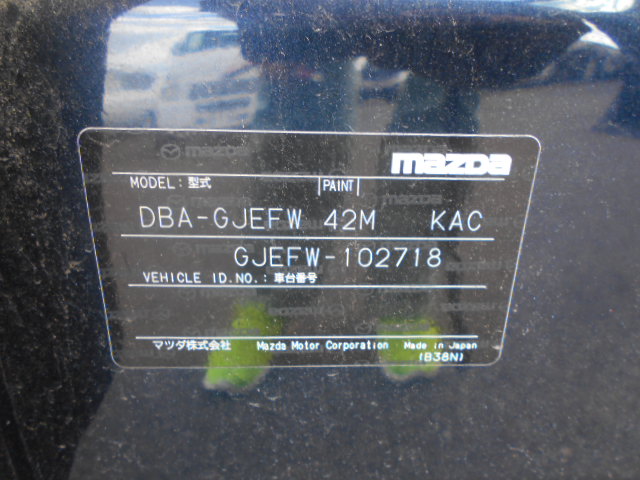 mazda
MODEL:型式 PAINT
DBA-GJEFW 42M KAC
GJEFW-102718
VEHICLE ID.NO.:車台番号
マツダ株式会社 Mazda Motor Corporation Made in Japan
(B38N)